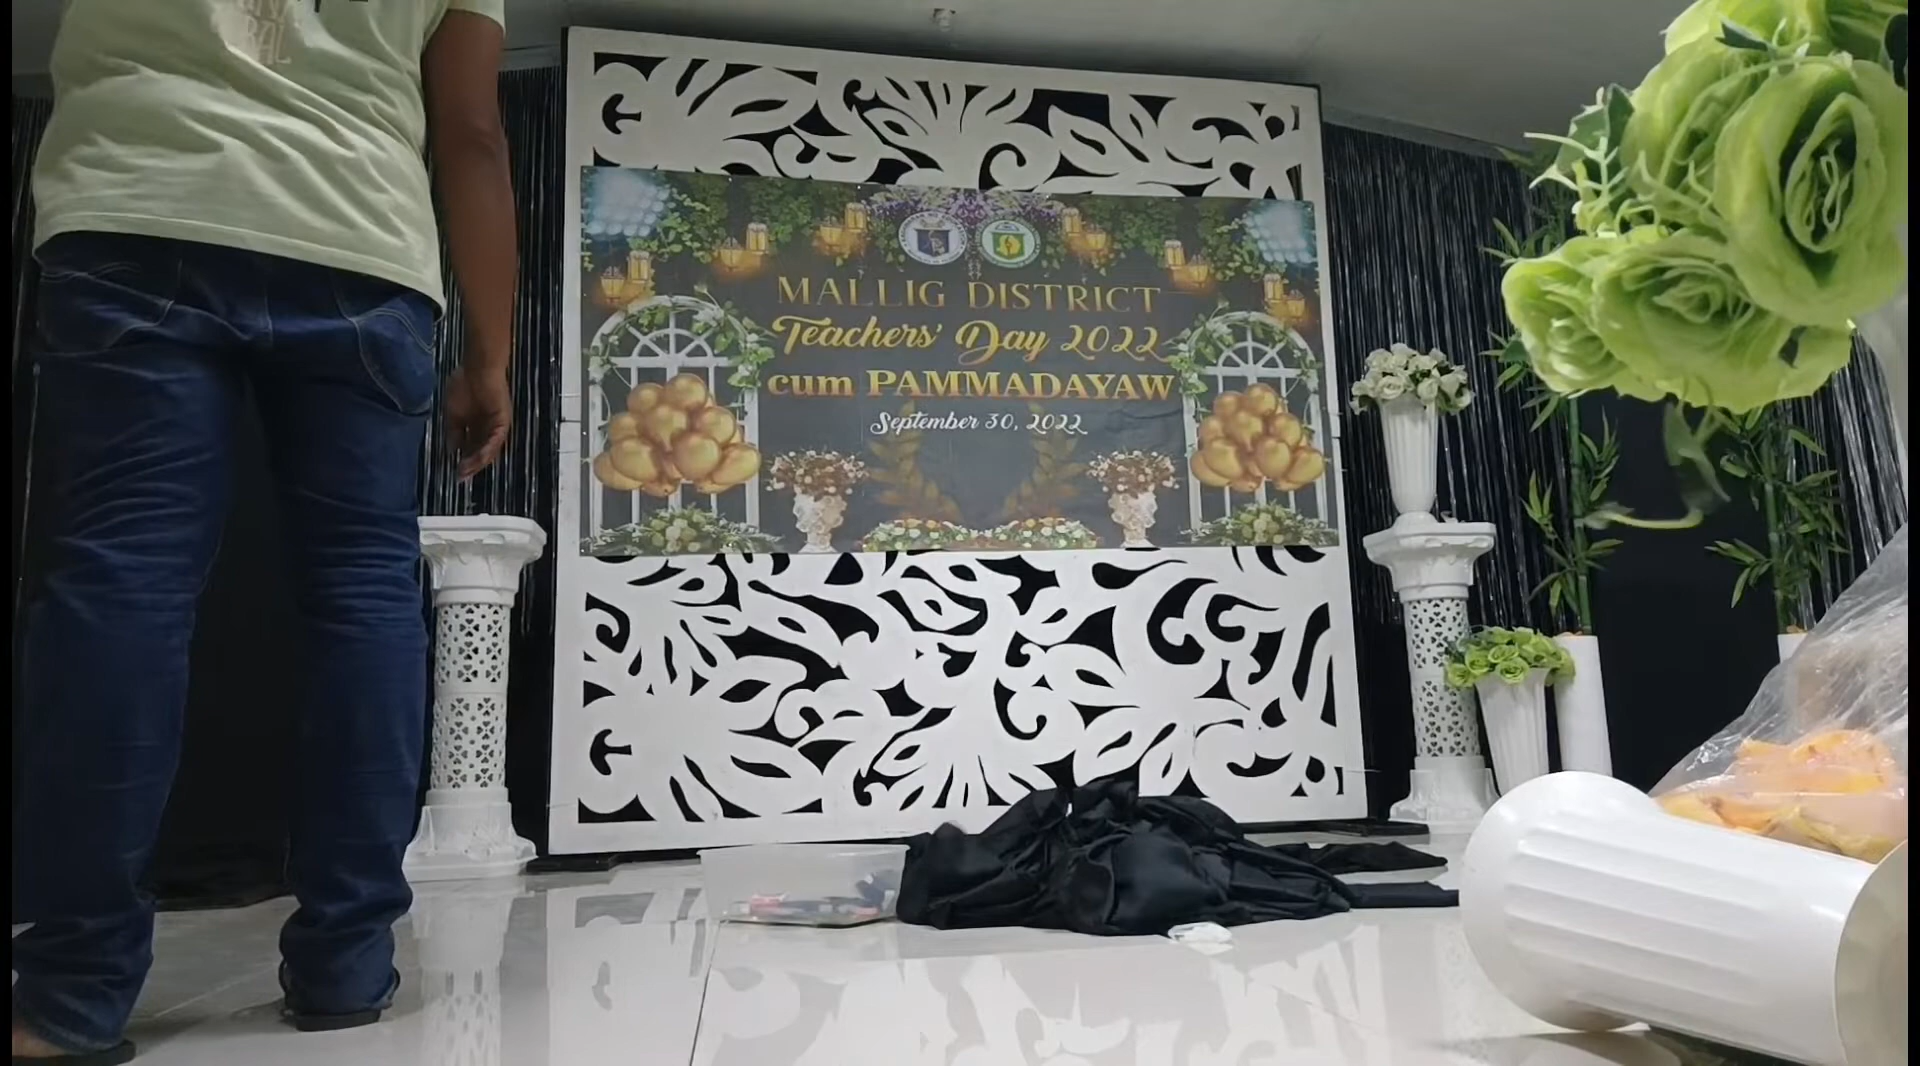 MALLIG DISTRICT
Teachers' Day 2022
cum PAMMADAYAW
September 30, 2022